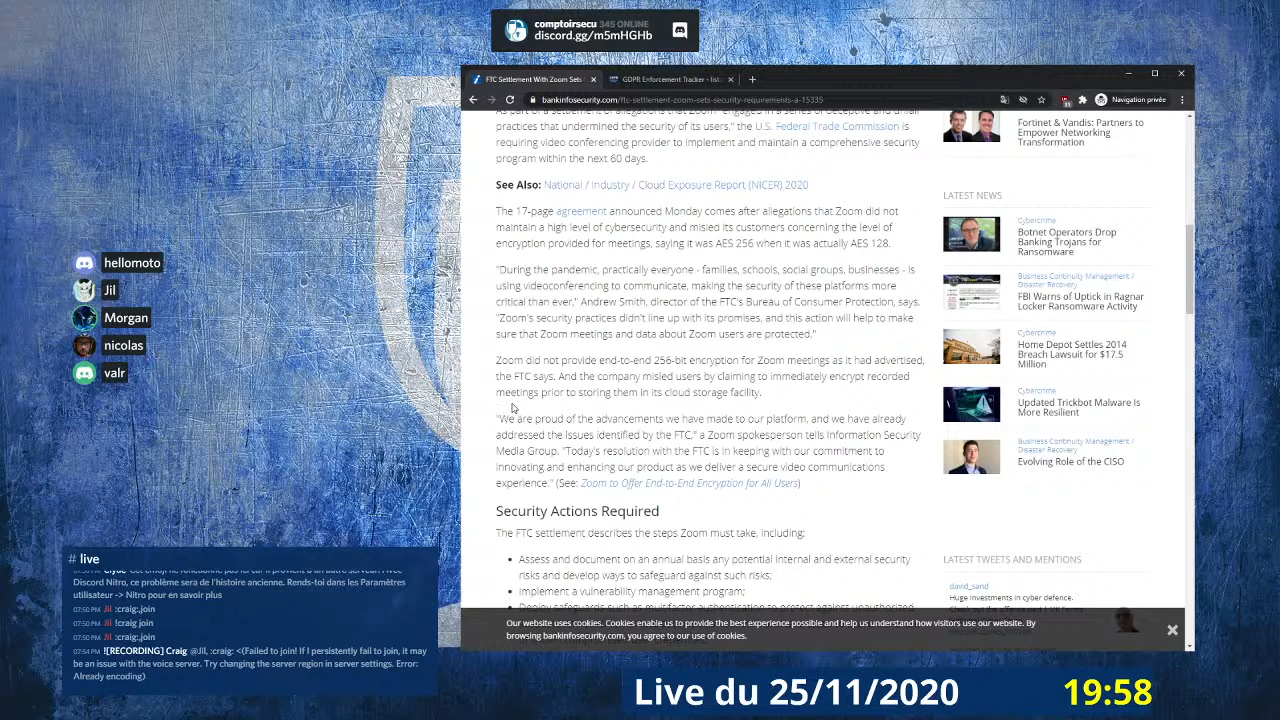 comptoirsecu 345 ONLINE
discord.gg/m5mHGHb
FTC Settlement With Zoom Sets
GDPR Enforcement Tracker - list
bankinfosecurity.com/ftc-settlement-zoom-sets-security-requirements-a-15335
Navigation privée
practices that undermined the security of its users," the U.S. Federal Trade Commission is
requiring video conferencing provider to implement and maintain a comprehensive security
program within the next 60 days.
See Also: National / Industry / Cloud Exposure Report (NICER) 2020
The 17-page agreement announced Monday comes after allegations that Zoom did not
maintain a high level of cybersecurity and misled its customers concerning the level of
encryption provided for meetings, saying it was AES 256 when it was actually AES 128.
"During the pandemic, practically everyone - families, schools, social groups, businesses - is
using videoconferencing to communicate, making the security of these platforms more
critical than ever," Andrew Smith, director of the FTC's Bureau of Consumer Protection, says.
"Zoom's security practices didn't line up with its promises, and this action will help to make
sure that Zoom meetings and data about Zoom users are protected."
Zoom did not provide end-to-end 256-bit encryption for Zoom meetings as it had advertised,
the FTC says. And the company misled users by claiming to immediately encrypt recorded
meetings prior to storing them in its cloud storage facility.
"We are proud of the advancements we have made to our platform, and we have already
addressed the issues identified by the FTC," a Zoom spokesperson tells Information Security
Media Group. "Today's resolution with the FTC is in keeping with our commitment to
innovating and enhancing our product as we deliver a secure video communications
experience." (See: Zoom to Offer End-to-End Encryption for All Users)
Security Actions Required
The FTC settlement describes the steps Zoom must take, including:
Assess and document on an annual basis any potential internal and external security
risks and develop ways to safeguard against such risks;
Implement a vulnerability management program;
Deploy safeguards such as multifactor authentication to protect against unauthorized
Fortinet & Vandis: Partners to
Empower Networking
Transformation
LATEST NEWS
Cybercrime
Botnet Operators Drop
Banking Trojans for
Ransomware
Business Continuity Management /
Disaster Recovery
FBI Warns of Uptick in Ragnar
Locker Ransomware Activity
Cybercrime
Home Depot Settles 2014
Breach Lawsuit for $17.5
Million
Cybercrime
Updated Trickbot Malware Is
More Resilient
Business Continuity Management /
Disaster Recovery
Evolving Role of the CISO
LATEST TWEETS AND MENTIONS
david_sand
Huge investments in cyber defence.
Our website uses cookies. Cookies enable us to provide the best experience possible and help us understand how visitors use our website. By
browsing bankinfosecurity.com, you agree to our use of cookies.
hellomoto
Jil
Morgan
nicolas
valr
# live
Discord Nitro, ce problème sera de l'histoire ancienne. Rends-toi dans les Paramètres
utilisateur -> Nitro pour en savoir plus
07:50 PM Jil :craig:,join
07:50 PM Jil !craig join
07:50 PM Jil :craig:,join
07:54 PM ![RECORDING] Craig @Jil, :craig: <(Failed to join! If I persistently fail to join, it may
be an issue with the voice server. Try changing the server region in server settings. Error:
Already encoding)
Live du 25/11/2020
19:58